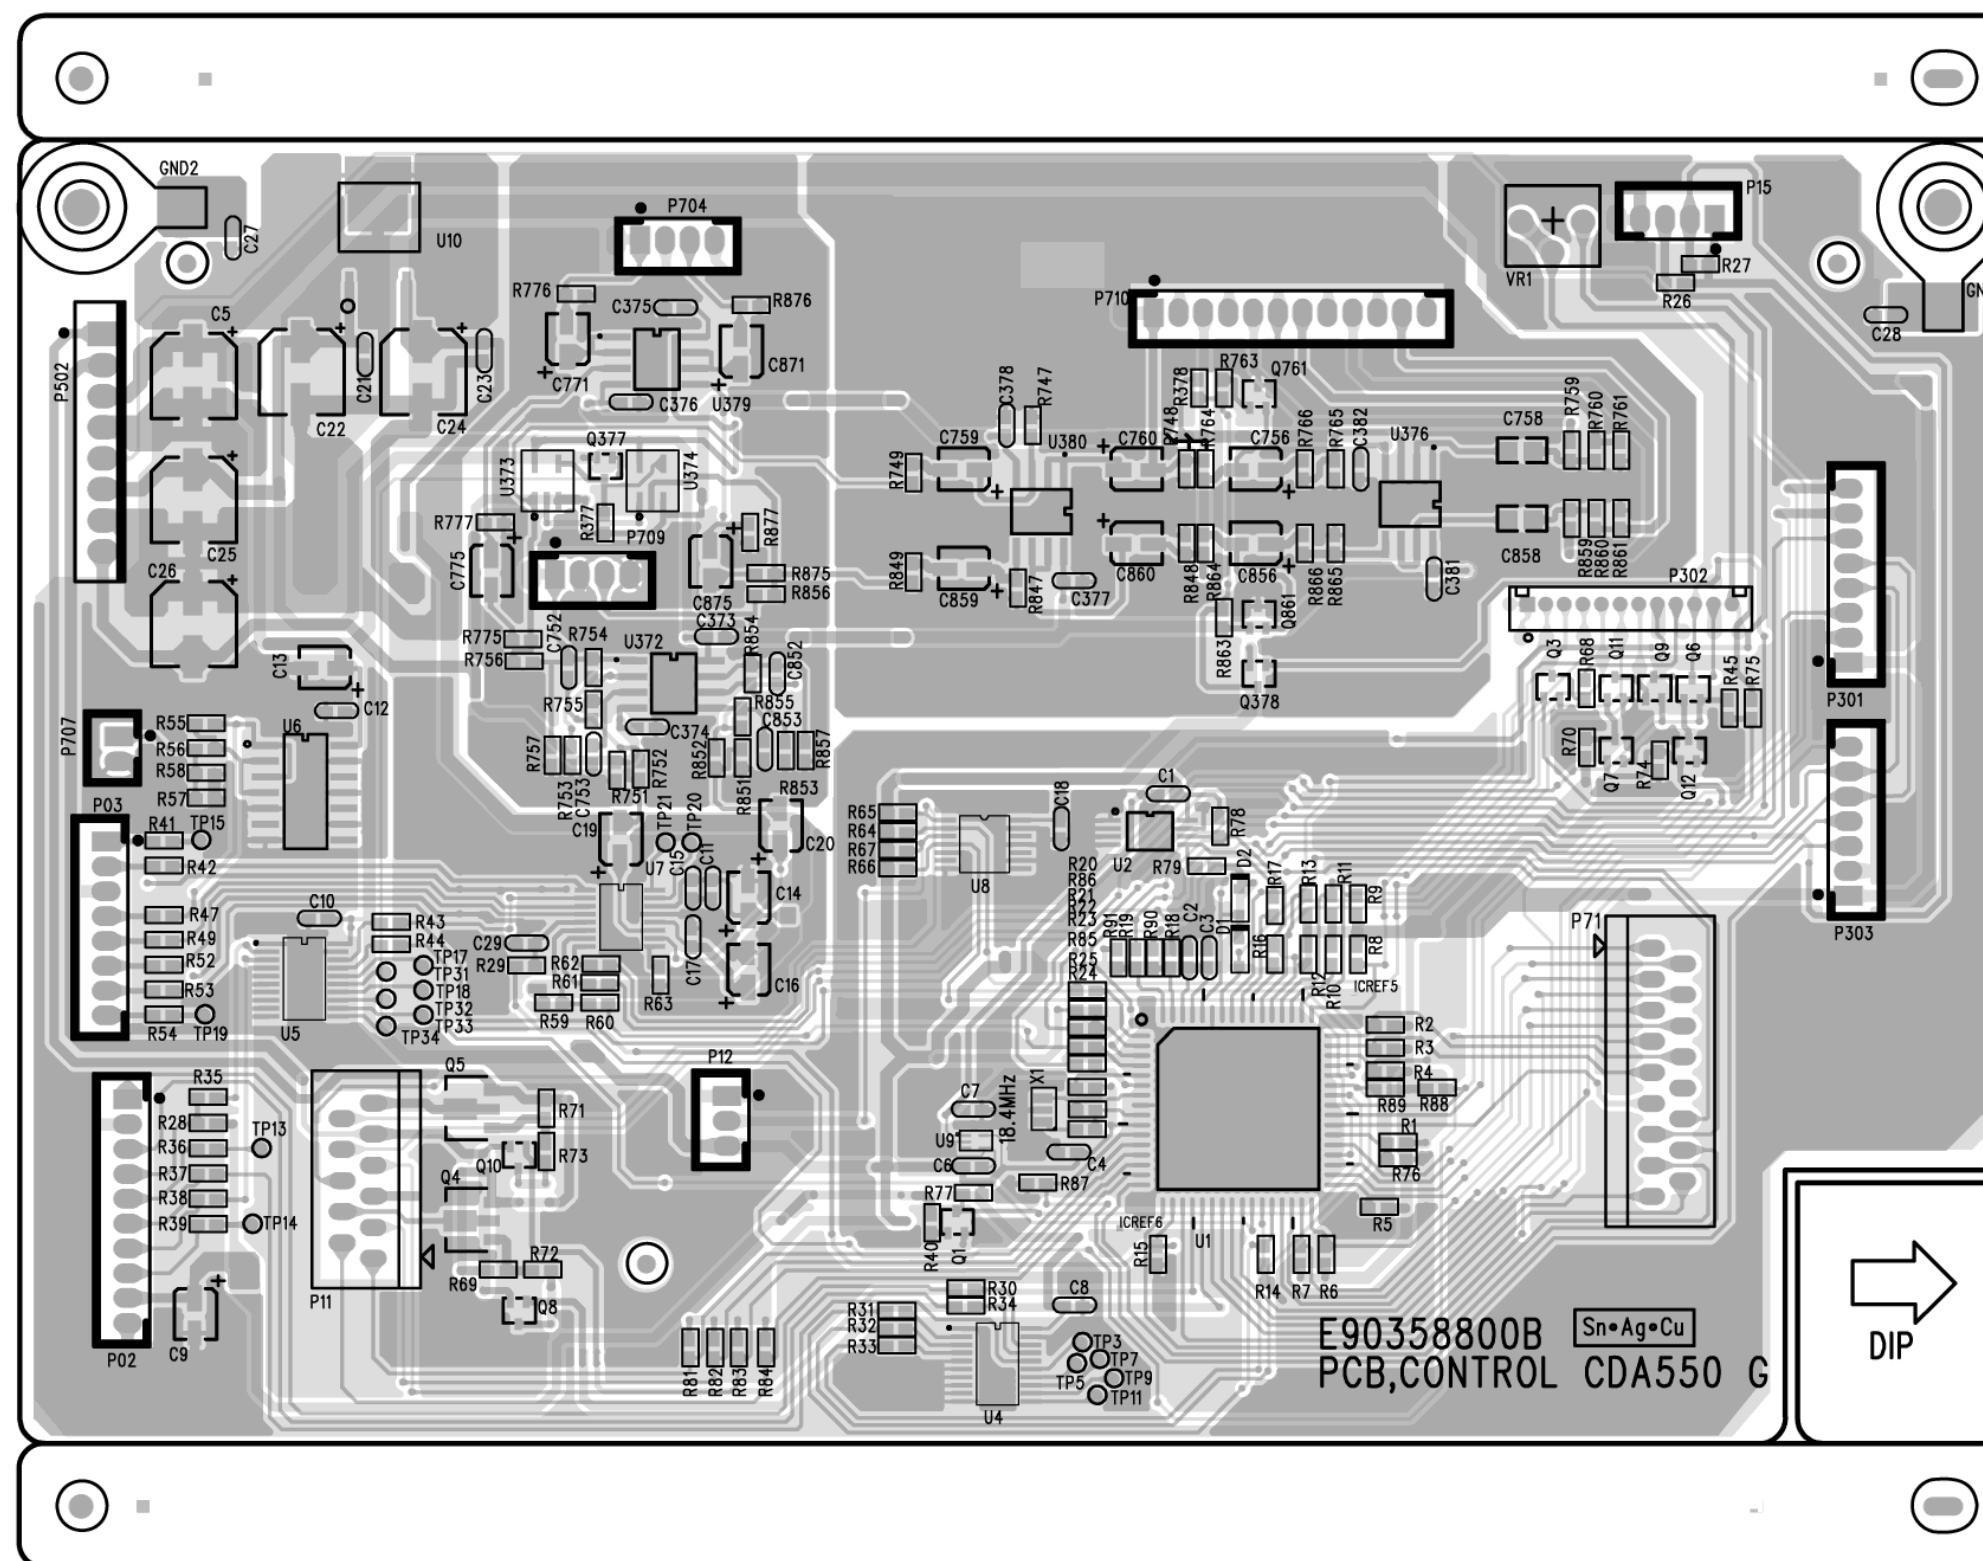 GND2
C27
U10
P704
VR1
P15
R27
R26
GN
C28
R776
C375
R876
P710
C5
P502
C21
C23
C22
C24
C771
C376
C871
U379
C378
R747
R378
R763
Q761
R748
R764
R766
R765
C382
U376
C758
R759
R760
R761
Q377
U373
U374
R749
C759
U380
C760
C756
R777
R377
P709
R877
C25
C26
C775
R875
R856
C875
R849
C859
R847
C377
C860
R848
R864
C856
R866
R865
C381
C858
R859
R860
R861
P302
Q861
R863
Q378
R775
R756
C752
R754
U372
C373
R854
C852
C13
C12
R755
C374
R855
C853
Q3
R68
Q11
Q9
Q6
R45
R75
P301
P707
R55
R56
R58
R57
U6
R757
R753
C753
R751
R752
R852
R851
R857
R853
R70
Q7
R74
Q12
P03
R41
TP15
R42
C19
TP21
TP20
U7
C15
C11
C20
R65
R64
R67
R66
U8
C18
C1
U2
R78
R79
D2
R20
R86
R21
R22
R23
R85
R25
R24
R91
R19
R90
R18
C2
C3
D1
R16
R17
R13
R11
R9
R8
R12
R10
ICREF5
P71
P303
R47
R49
R52
R53
R54
TP19
C10
U5
R43
R44
TP17
TP31
TP18
TP32
TP33
TP34
C29
R29
R62
R61
R59
R60
R63
C17
C14
C16
R2
R3
R4
R89
R88
R1
R76
R5
P12
Q5
R35
R28
R36
R37
R38
R39
TP13
TP14
R71
R73
Q10
Q4
R69
R72
Q8
P11
P02
C9
C7
18.4MHz
X1
U9
C6
C4
R77
R87
R40
Q1
ICREF6
R15
U1
R14
R7
R6
R30
R34
R31
R32
R33
C8
U4
TP3
TP7
TP5
TP9
TP11
R81
R82
R83
R84
E90358800B
Sn•Ag•Cu
PCB,CONTROL CDA550 G
DIP